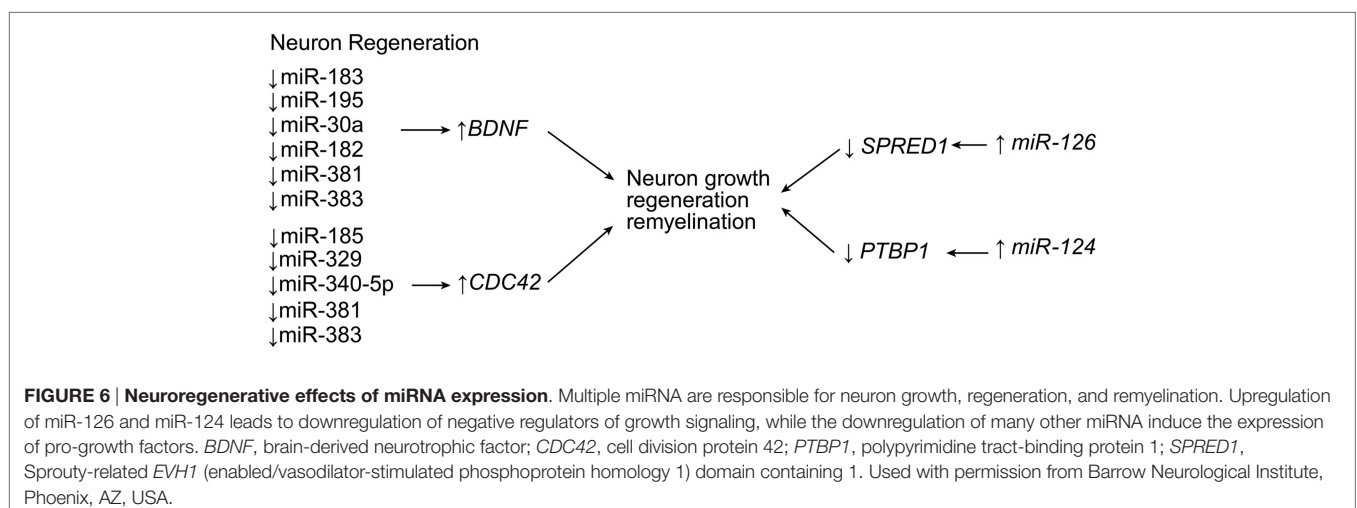 Neuron Regeneration
↓miR-183
↓miR-195
↓miR-30a
↓miR-182
↓miR-381
↓miR-383
↑BDNF
↓miR-185
↓miR-329
↓miR-340-5p
↓miR-381
↓miR-383
↑CDC42
Neuron growth
regeneration
remyelination
↓ SPRED1
↑ miR-126
↓ PTBP1
↑ miR-124
FIGURE 6 | Neuroregenerative effects of miRNA expression. Multiple miRNA are responsible for neuron growth, regeneration, and remyelination. Upregulation
of miR-126 and miR-124 leads to downregulation of negative regulators of growth signaling, while the downregulation of many other miRNA induce the expression
of pro-growth factors. BDNF, brain-derived neurotrophic factor; CDC42, cell division protein 42; PTBP1, polypyrimidine tract-binding protein 1; SPRED1,
Sprouty-related EVH1 (enabled/vasodilator-stimulated phosphoprotein homology 1) domain containing 1. Used with permission from Barrow Neurological Institute,
Phoenix, AZ, USA.